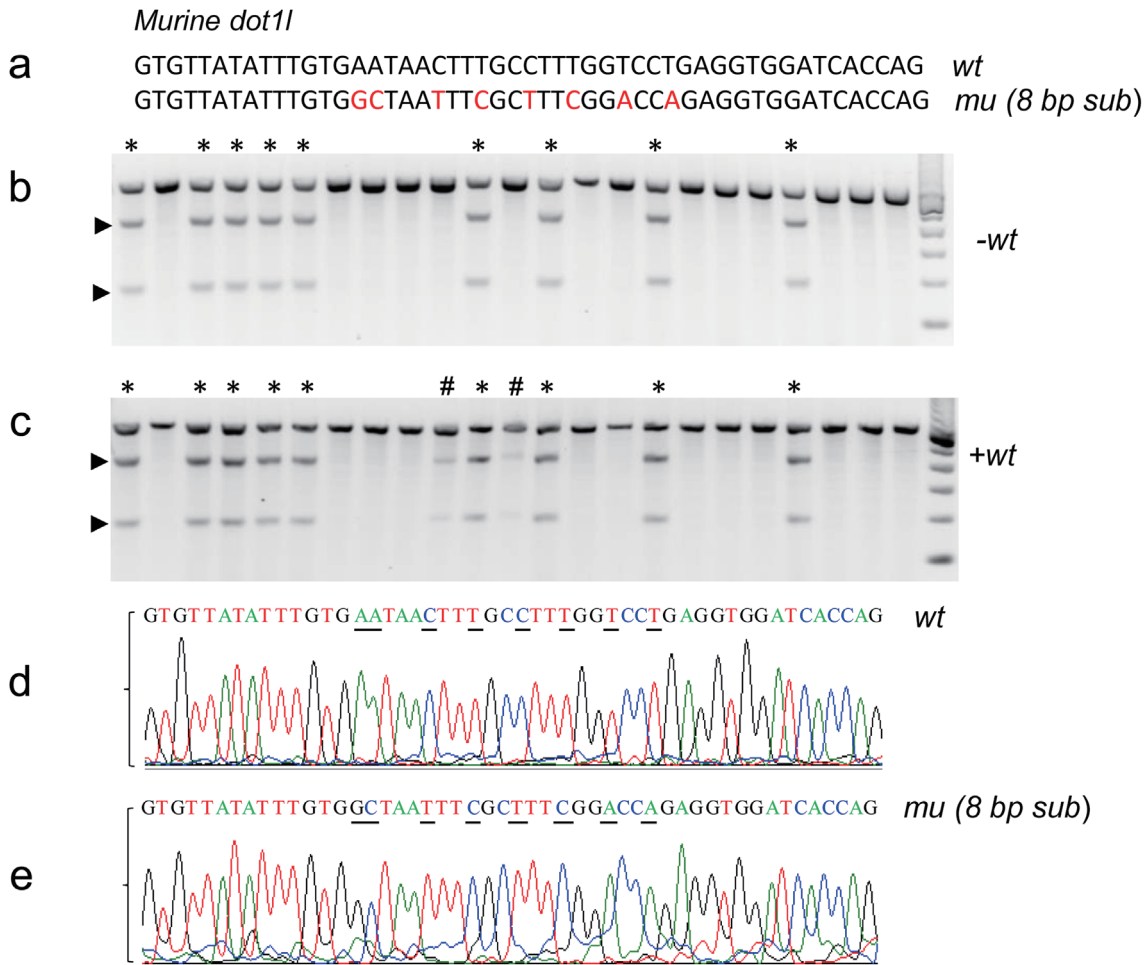 Murine dot1l
a GTGTTATATTTGTGAATAACTTTGCCTTTGGTCCTGAGGTGGATCACCAG wt
GTGTTATATTTGTGGCTAATTTCGCTTTCGGACCAGAGGTGGATCACCAG mu (8 bp sub)
* * * * * * * * *
b -wt
* * * * * # * # * * *
c +wt
GTGTTATATTTGTGAATAACTTTGCCTTTGGTCCTGAGGTGGATCACCAG wt
d
GTGTTATATTTGTGGCTAATTTCGCTTTCGGACCAGAGGTGGATCACCAG mu (8 bp sub)
e